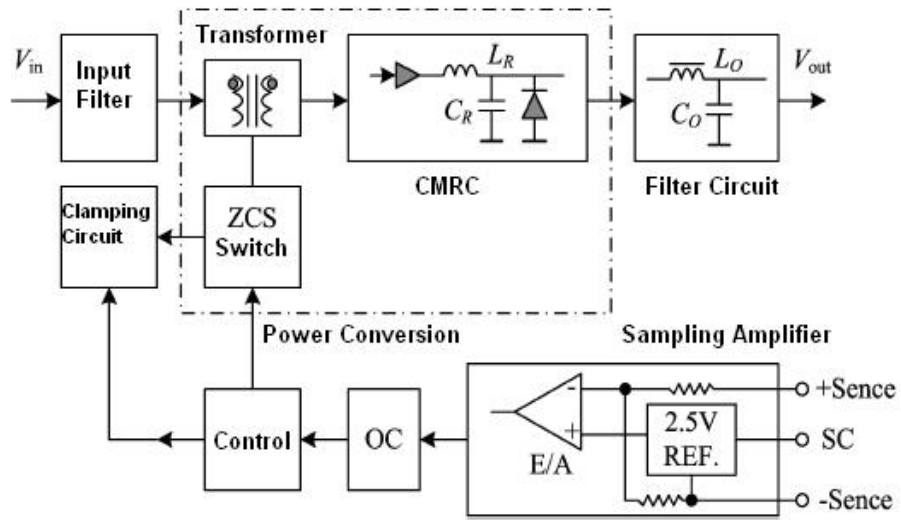 Transformer
V_in
Input
Filter
L_R
C_R
L_O
C_O
V_out
CMRC
Filter Circuit
Clamping
Circuit
ZCS
Switch
Power Conversion
Sampling Amplifier
Control
OC
-
+
E/A
2.5V
REF.
+Sence
SC
-Sence